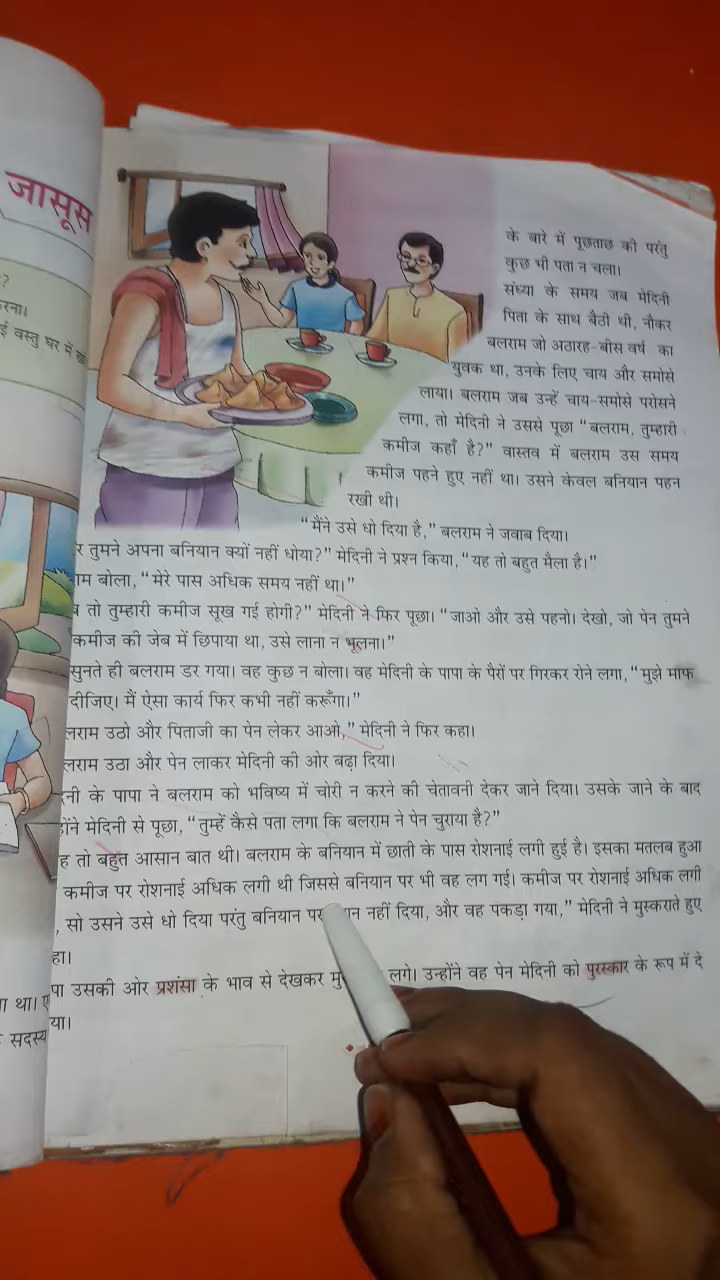 जासूस
?
के बारे में पूछताछ की परंतु
कुछ भी पता न चला।
संध्या के समय जब मेदिनी
पिता के साथ बैठी थी, नौकर
बलराम जो अठारह-बीस वर्ष का
युवक था, उनके लिए चाय और समोसे
लाया। बलराम जब उन्हें चाय-समोसे परोसने
लगा, तो मेदिनी ने उससे पूछा “बलराम, तुम्हारी
कमीज कहाँ है?” वास्तव में बलराम उस समय
कमीज पहने हुए नहीं था। उसने केवल बनियान पहन
रखी थी।
“मैंने उसे धो दिया है,” बलराम ने जवाब दिया।
र तुमने अपना बनियान क्यों नहीं धोया?” मेदिनी ने प्रश्न किया, “यह तो बहुत मैला है।”
ाम बोला, “मेरे पास अधिक समय नहीं था।”
तो तुम्हारी कमीज सूख गई होगी?” मेदिनी ने फिर पूछा। “जाओ और उसे पहनो। देखो, जो पेन तुमने
कमीज की जेब में छिपाया था, उसे लाना न भूलना।”
सुनते ही बलराम डर गया। वह कुछ न बोला। वह मेदिनी के पापा के पैरों पर गिरकर रोने लगा, “मुझे माफ
दीजिए। मैं ऐसा कार्य फिर कभी नहीं करूँगा।”
लराम उठो और पिताजी का पेन लेकर आओ,” मेदिनी ने फिर कहा।
लराम उठा और पेन लाकर मेदिनी की ओर बढ़ा दिया।
नी के पापा ने बलराम को भविष्य में चोरी न करने की चेतावनी देकर जाने दिया। उसके जाने के बाद
होंने मेदिनी से पूछा, “तुम्हें कैसे पता लगा कि बलराम ने पेन चुराया है?”
ह तो बहुत आसान बात थी। बलराम के बनियान में छाती के पास रोशनाई लगी हुई है। इसका मतलब हुआ
कमीज पर रोशनाई अधिक लगी थी जिससे बनियान पर भी वह लग गई। कमीज पर रोशनाई अधिक लगी
, सो उसने उसे धो दिया परंतु बनियान पर नहीं दिया, और वह पकड़ा गया,” मेदिनी ने मुस्कराते हुए
हा।
पा उसकी ओर प्रशंसा के भाव से देखकर लगे। उन्होंने वह पेन मेदिनी को पुरस्कार के रूप में दे
या।
रना।
ई वस्तु घर में
ा था। ए
सदस्य